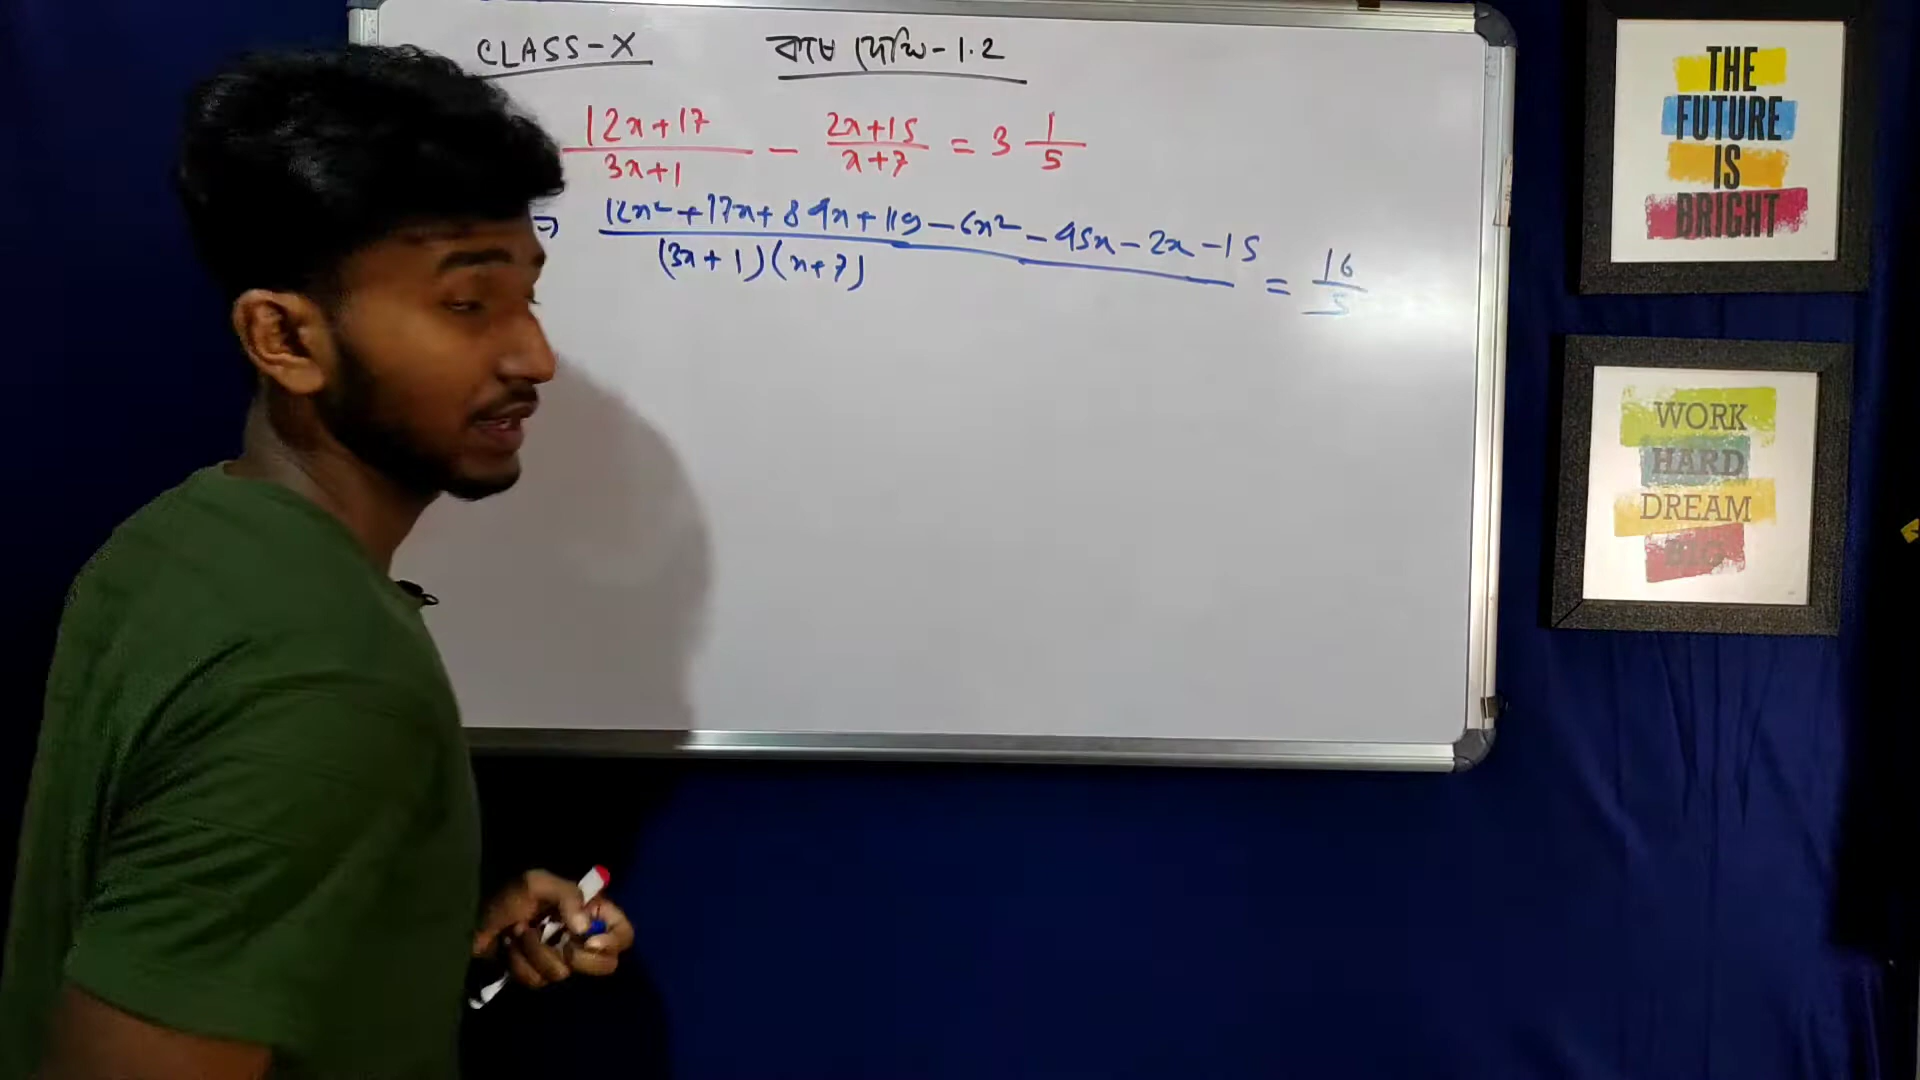 CLASS-X কষে দেখি-1.2
12x+17 / 3x+1 - 2x+15 / x+7 = 3 1/5
⇒ 12x²+17x+84x+119-6x²-45x-2x-15 / (3x+1)(x+7) = 16/5
THE
FUTURE
IS
BRIGHT
WORK
HARD
DREAM
BIG